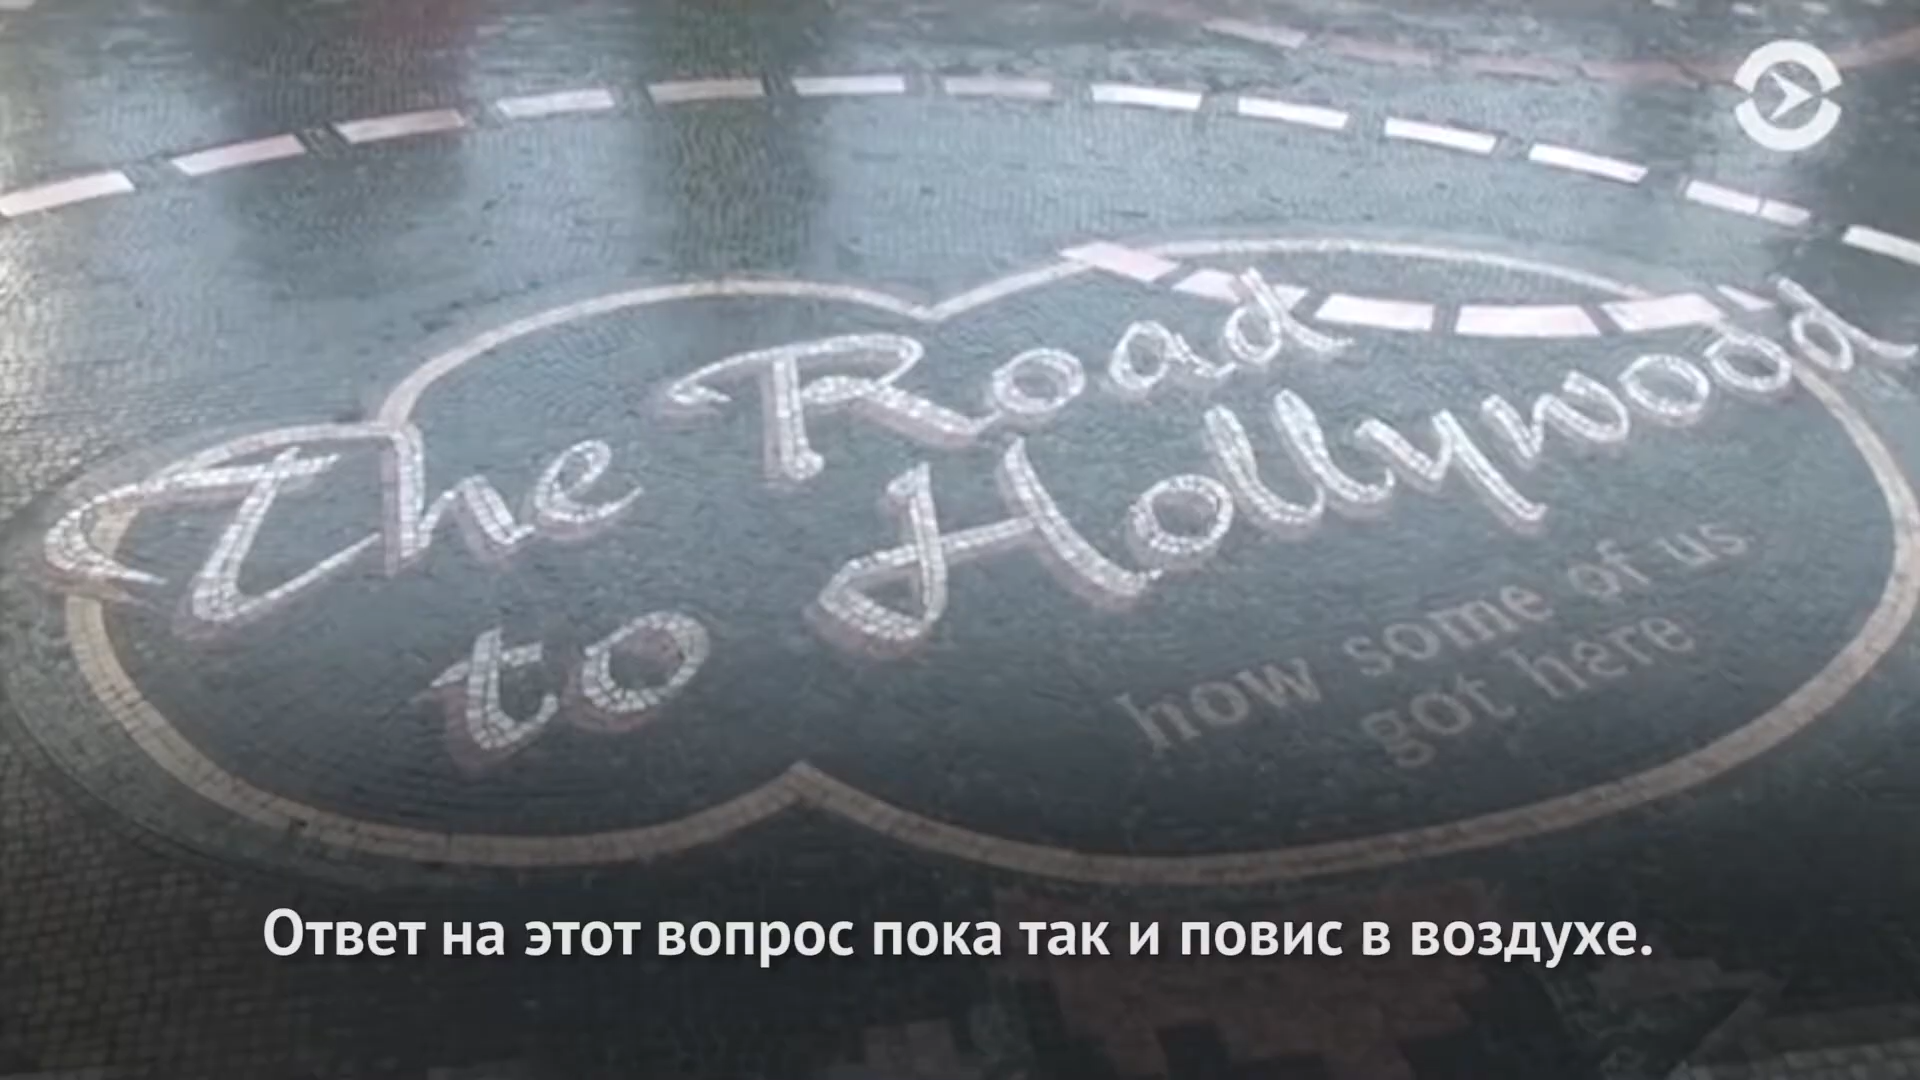 The Road
to Hollywood
how some of us
got here
Ответ на этот вопрос пока так и повис в воздухе.